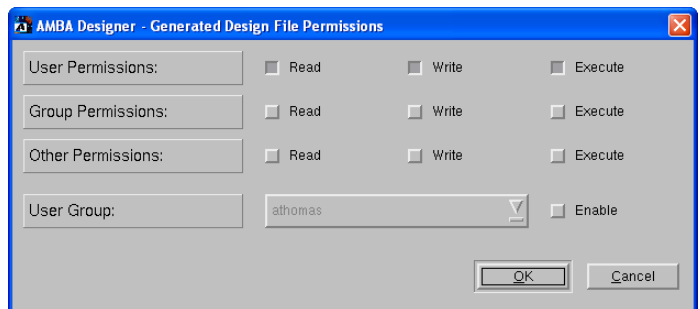 AMBA Designer - Generated Design File Permissions
User Permissions: Read Write Execute
Group Permissions: Read Write Execute
Other Permissions: Read Write Execute
User Group: athomas Enable
OK Cancel